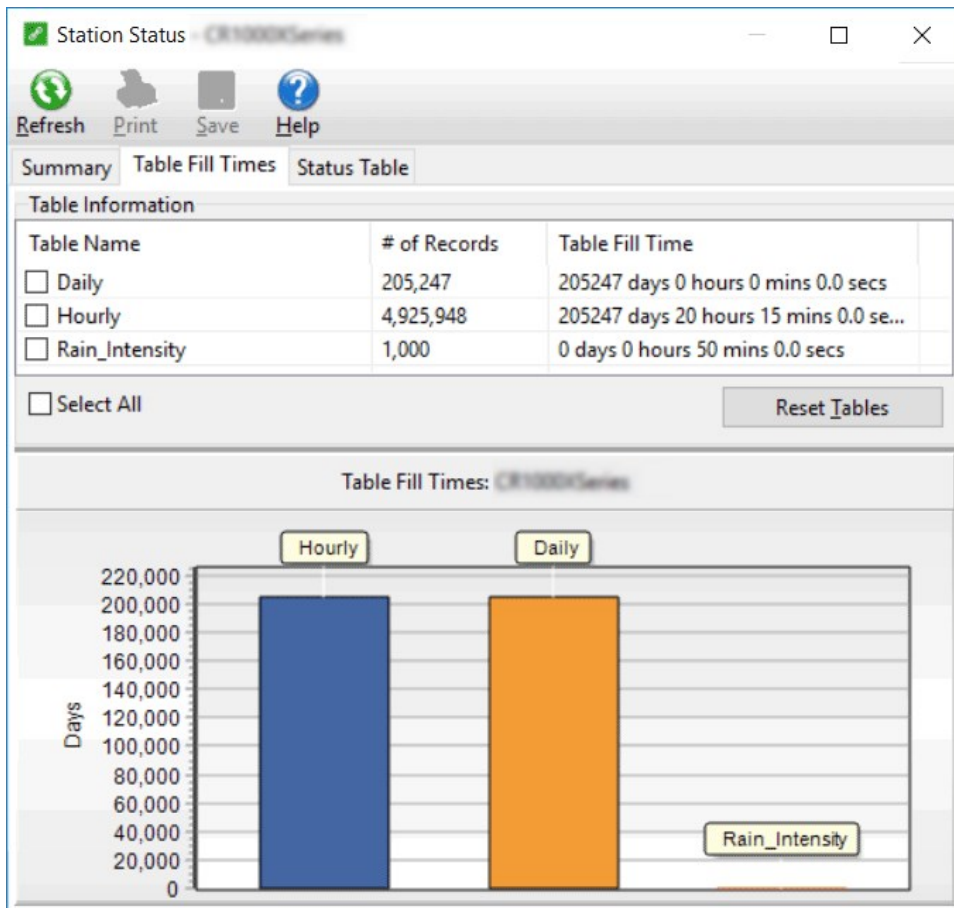 Station Status -
Refresh Print Save Help
Summary Table Fill Times Status Table
Table Information
Table Name # of Records Table Fill Time
Daily 205,247 205247 days 0 hours 0 mins 0.0 secs
Hourly 4,925,948 205247 days 20 hours 15 mins 0.0 se...
Rain_Intensity 1,000 0 days 0 hours 50 mins 0.0 secs
Select All Reset Tables
Table Fill Times:
Hourly Daily
220,000
200,000
180,000
160,000
140,000
120,000
100,000
80,000
60,000
40,000
20,000
0
Days
Rain_Intensity